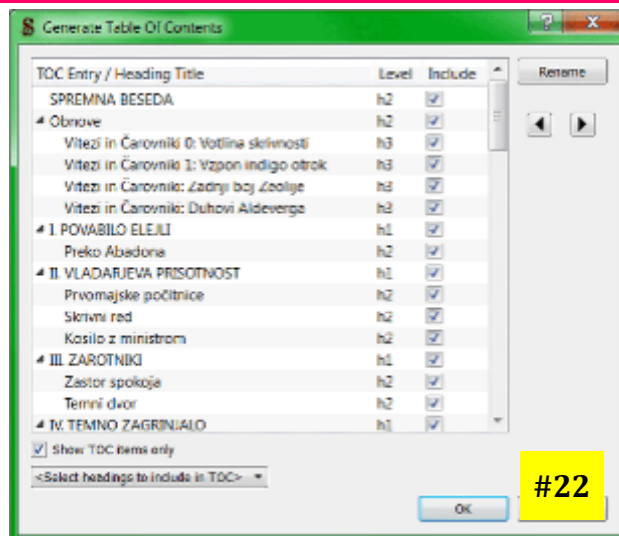 Generate Table Of Contents
TOC Entry / Heading Title Level Include
Rename
SPREMNA BESEDA h2
Obnove h2
Vitezi in Čarovniki 0: Votlina skrivnosti h3
Vitezi in Čarovniki 1: Vzpon indigo otrok h3
Vitezi in Čarovniki: Zadnji boj Zeolije h3
Vitezi in Čarovniki: Duhovi Aldeverga h3
I. POVABILO ELEJLI h1
Preko Abadona h2
II. VLADARJEVA PRISOTNOST h1
Prvomajske počitnice h2
Skrivni red h2
Kosilo z ministrom h2
III. ZAROTNIKI h1
Zastor spokoja h2
Temni dvor h2
IV. TEMNO ZAGRINJALO h1
Show TOC items only
<Select headings to include in TOC>
OK
#22